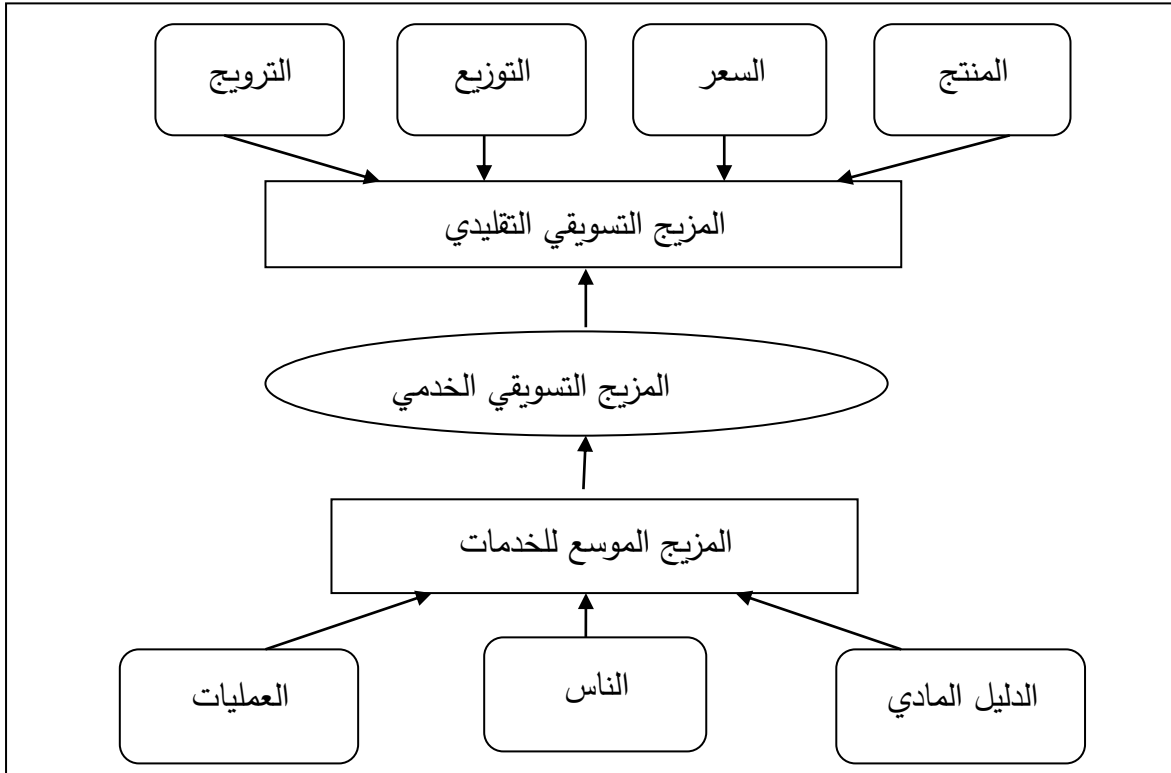 المنتج
السعر
التوزيع
الترويج
المزيج التسويقي التقليدي
المزيج التسويقي الخدمي
المزيج الموسع للخدمات
الدليل المادي
الناس
العمليات